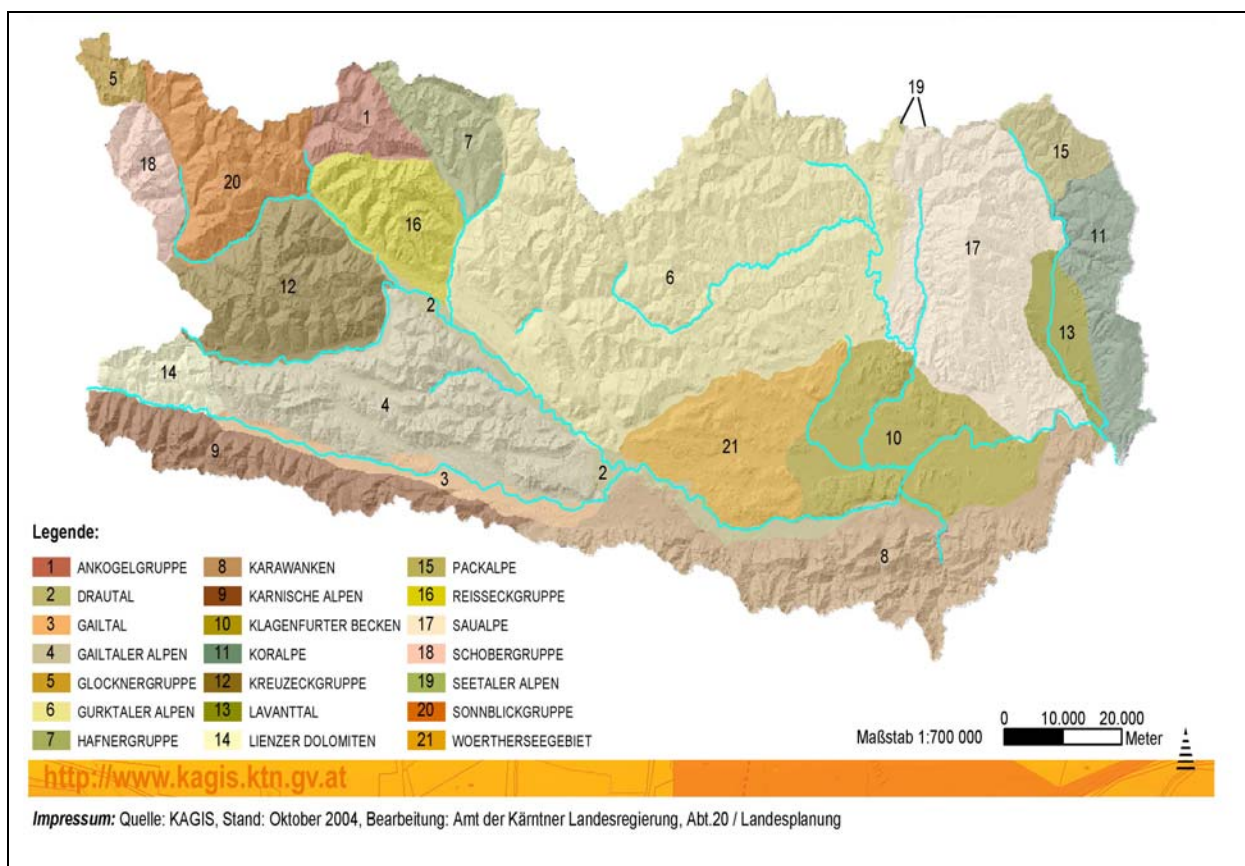 5
19
1
7
15
18
20
16
11
17
6
12
2
13
14
4
10
21
9
2
3
8
Legende:
1 ANKOGELGRUPPE
2 DRAUTAL
3 GAILTAL
4 GAILTALER ALPEN
5 GLOCKNERGRUPPE
6 GURKTALER ALPEN
7 HAFNERGRUPPE
8 KARAWANKEN
9 KARNISCHE ALPEN
10 KLAGENFURTER BECKEN
11 KORALPE
12 KREUZECKGRUPPE
13 LAVANTTAL
14 LIENZER DOLOMITEN
15 PACKALPE
16 REISSECKGRUPPE
17 SAUALPE
18 SCHOBERGRUPPE
19 SEETALER ALPEN
20 SONNBLICKGRUPPE
21 WOERTHERSEEGEBIET
0 10.000 20.000
Maßstab 1:700 000 Meter
http://www.kagis.ktn.gv.at
Impressum: Quelle: KAGIS, Stand: Oktober 2004, Bearbeitung: Amt der Kärntner Landesregierung, Abt.20 / Landesplanung